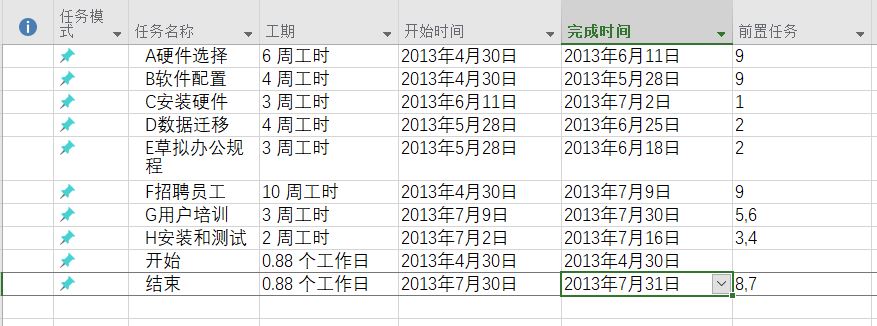 任务模式 任务名称 工期 开始时间 完成时间 前置任务
A硬件选择 6 周工时 2013年4月30日 2013年6月11日 9
B软件配置 4 周工时 2013年4月30日 2013年5月28日 9
C安装硬件 3 周工时 2013年6月11日 2013年7月2日 1
D数据迁移 4 周工时 2013年5月28日 2013年6月25日 2
E草拟办公规 3 周工时 2013年5月28日 2013年6月18日 2
程
F招聘员工 10 周工时 2013年4月30日 2013年7月9日 9
G用户培训 3 周工时 2013年7月9日 2013年7月30日 5,6
H安装和测试 2 周工时 2013年7月2日 2013年7月16日 3,4
开始 0.88 个工作日 2013年4月30日 2013年4月30日
结束 0.88 个工作日 2013年7月30日 2013年7月31日 8,7